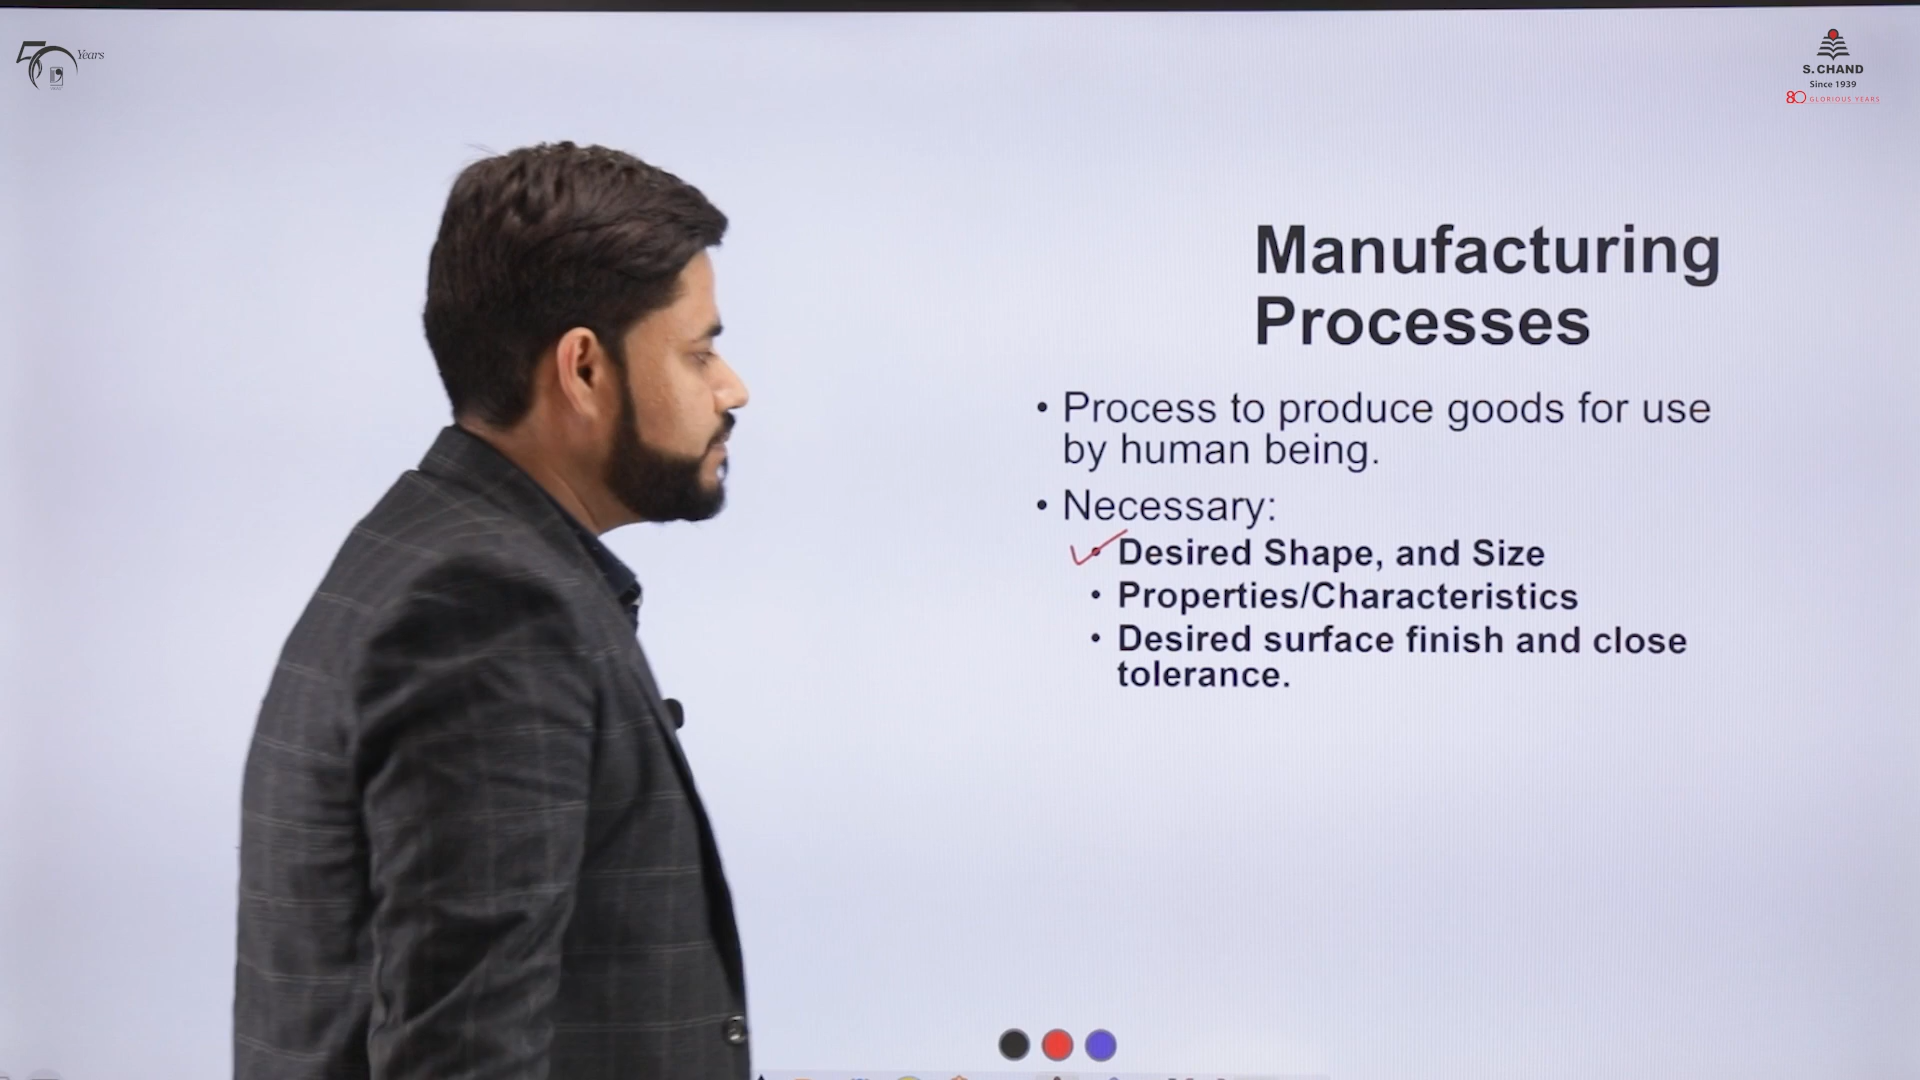 50 Years
S. CHAND
Since 1939
80 GLORIOUS YEARS
Manufacturing
Processes
• Process to produce goods for use
by human being.
• Necessary:
• Desired Shape, and Size
• Properties/Characteristics
• Desired surface finish and close
tolerance.